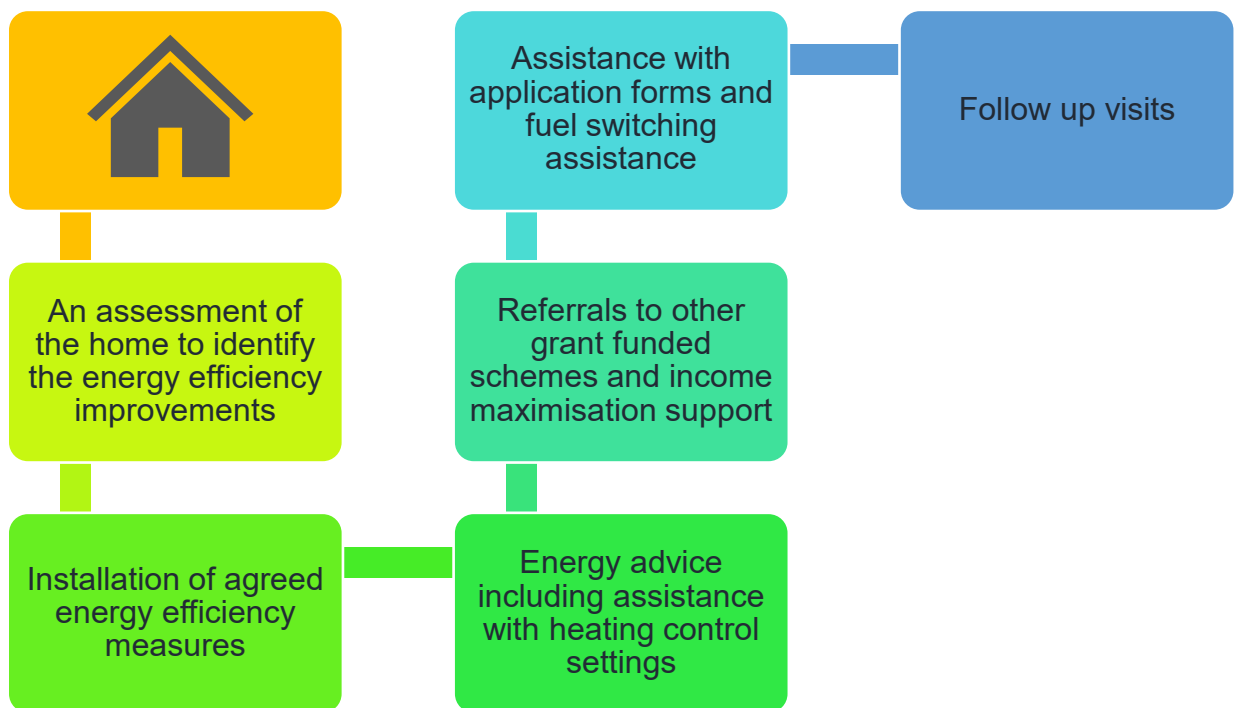 An assessment of
the home to identify
the energy efficiency
improvements
Installation of agreed
energy efficiency
measures
Energy advice
including assistance
with heating control
settings
Referrals to other
grant funded
schemes and income
maximisation support
Assistance with
application forms and
fuel switching
assistance
Follow up visits